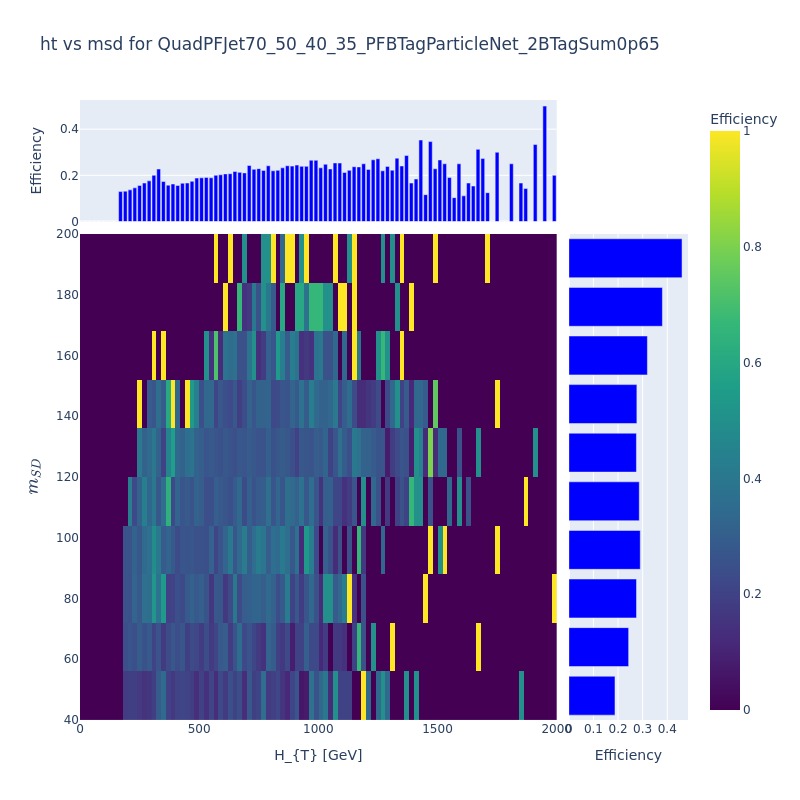 ht vs msd for QuadPFJet70_50_40_35_PFBTagParticleNet_2BTagSum0p65
Efficiency
0.4
0.2
0
Efficiency
1
0.8
0.6
0.4
0.2
0
m_{SD}
200
180
160
140
120
100
80
60
40
0 500 1000 1500 2000
H_{T} [GeV]
0 0.1 0.2 0.3 0.4
Efficiency